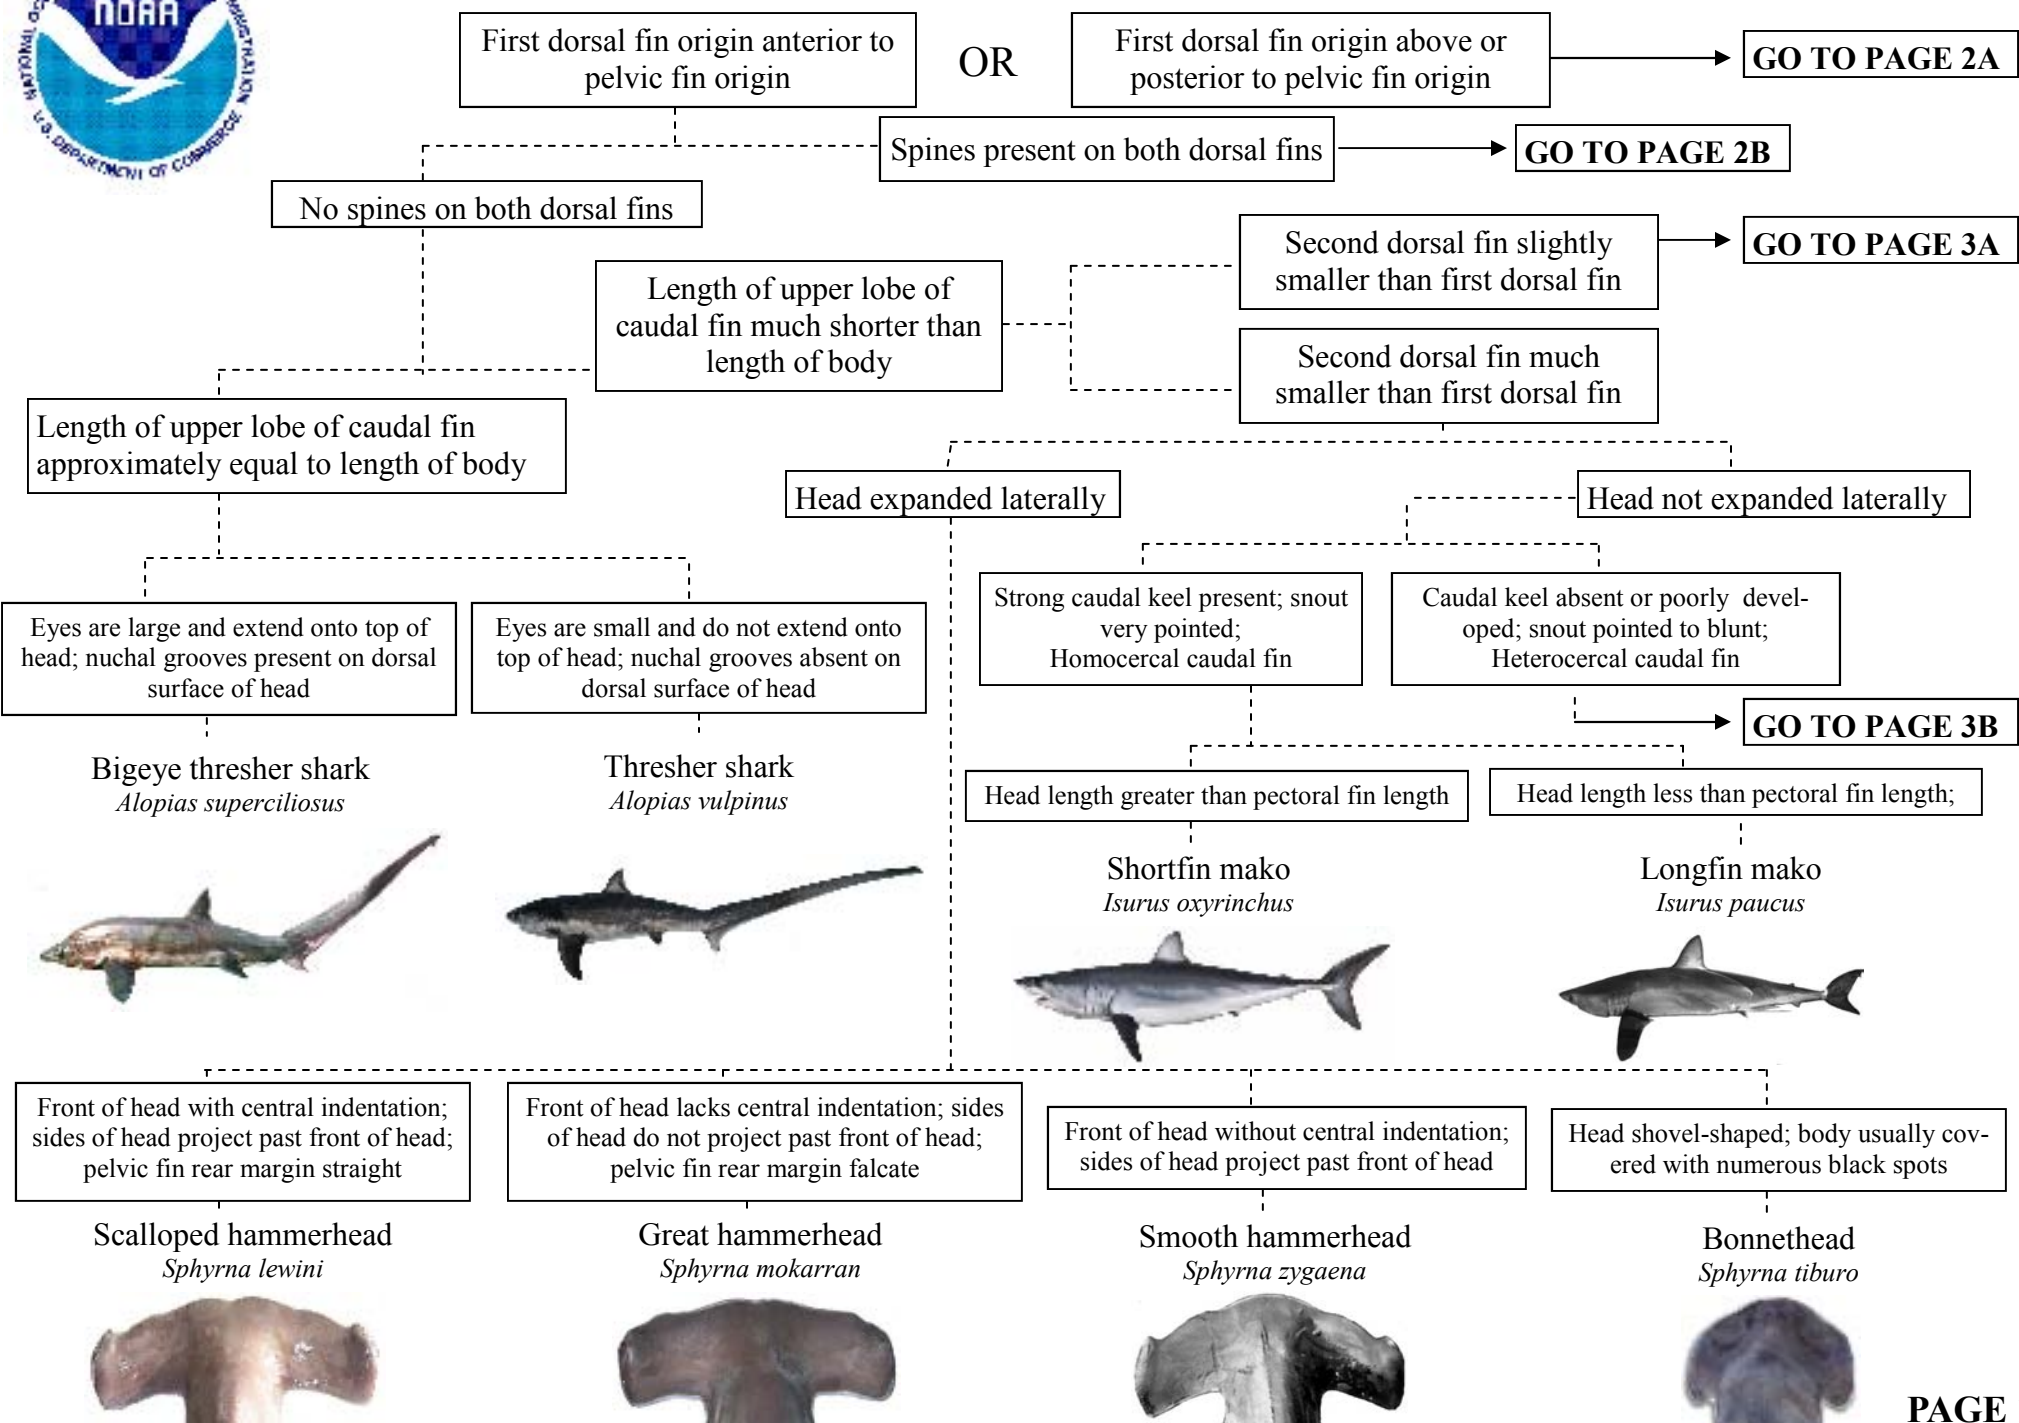 NOAA
U.S. DEPARTMENT OF COMMERCE
First dorsal fin origin anterior to
pelvic fin origin
OR
First dorsal fin origin above or
posterior to pelvic fin origin
GO TO PAGE 2A
Spines present on both dorsal fins
GO TO PAGE 2B
No spines on both dorsal fins
Second dorsal fin slightly
smaller than first dorsal fin
GO TO PAGE 3A
Length of upper lobe of
caudal fin much shorter than
length of body
Second dorsal fin much
smaller than first dorsal fin
Length of upper lobe of caudal fin
approximately equal to length of body
Head expanded laterally
Head not expanded laterally
Eyes are large and extend onto top of
head; nuchal grooves present on dorsal
surface of head
Eyes are small and do not extend onto
top of head; nuchal grooves absent on
dorsal surface of head
Strong caudal keel present; snout
very pointed;
Homocercal caudal fin
Caudal keel absent or poorly devel-
oped; snout pointed to blunt;
Heterocercal caudal fin
GO TO PAGE 3B
Bigeye thresher shark
Alopias superciliosus
Thresher shark
Alopias vulpinus
Head length greater than pectoral fin length
Head length less than pectoral fin length;
Shortfin mako
Isurus oxyrinchus
Longfin mako
Isurus paucus
Front of head with central indentation;
sides of head project past front of head;
pelvic fin rear margin straight
Front of head lacks central indentation; sides
of head do not project past front of head;
pelvic fin rear margin falcate
Front of head without central indentation;
sides of head project past front of head
Head shovel-shaped; body usually cov-
ered with numerous black spots
Scalloped hammerhead
Sphyrna lewini
Great hammerhead
Sphyrna mokarran
Smooth hammerhead
Sphyrna zygaena
Bonnethead
Sphyrna tiburo
PAGE